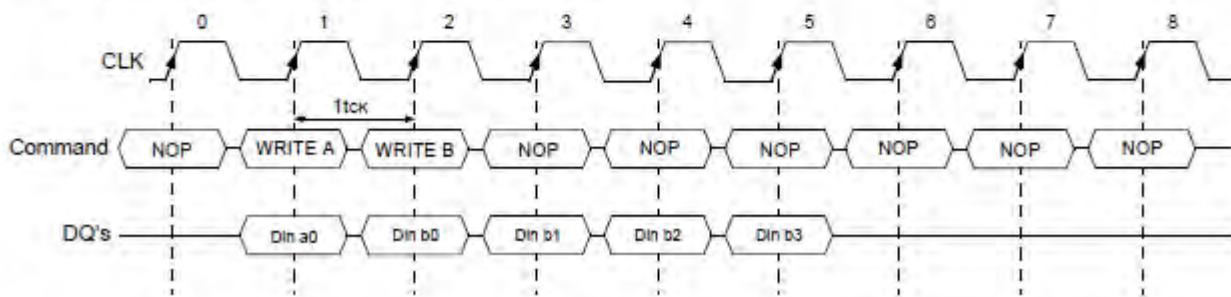 0 1 2 3 4 5 6 7 8
CLK
1tCK
Command NOP WRITE A WRITE B NOP NOP NOP NOP NOP NOP
DQ's Din a0 Din b0 Din b1 Din b2 Din b3